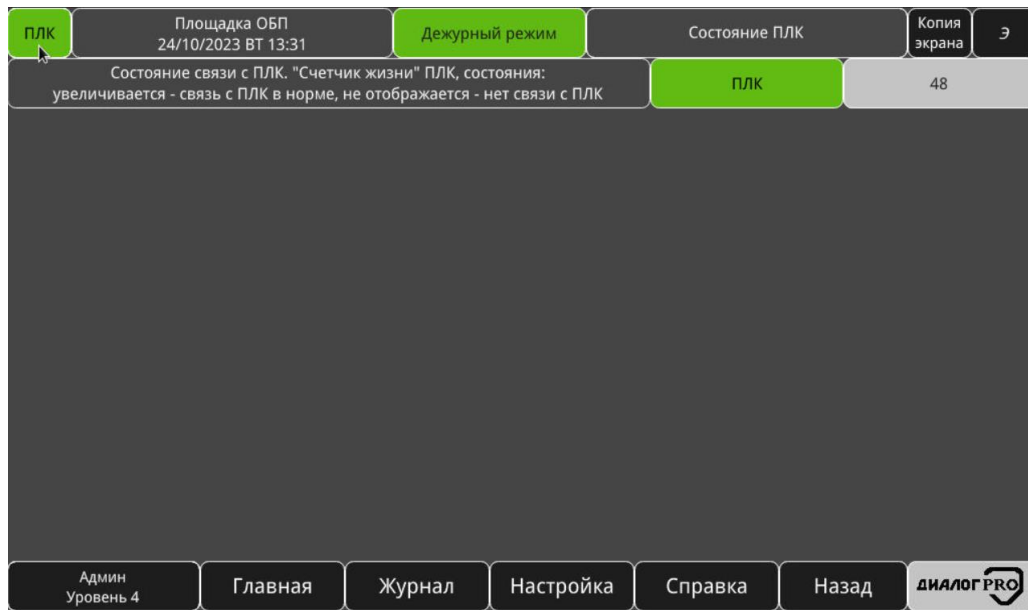 ПЛК
Площадка ОБП
24/10/2023 ВТ 13:31
Дежурный режим
Состояние ПЛК
Копия
экрана
Э
Состояние связи с ПЛК. "Счетчик жизни" ПЛК, состояния:
увеличивается - связь с ПЛК в норме, не отображается - нет связи с ПЛК
ПЛК
48
Админ
Уровень 4
Главная
Журнал
Настройка
Справка
Назад
ДИАЛОГ PRO